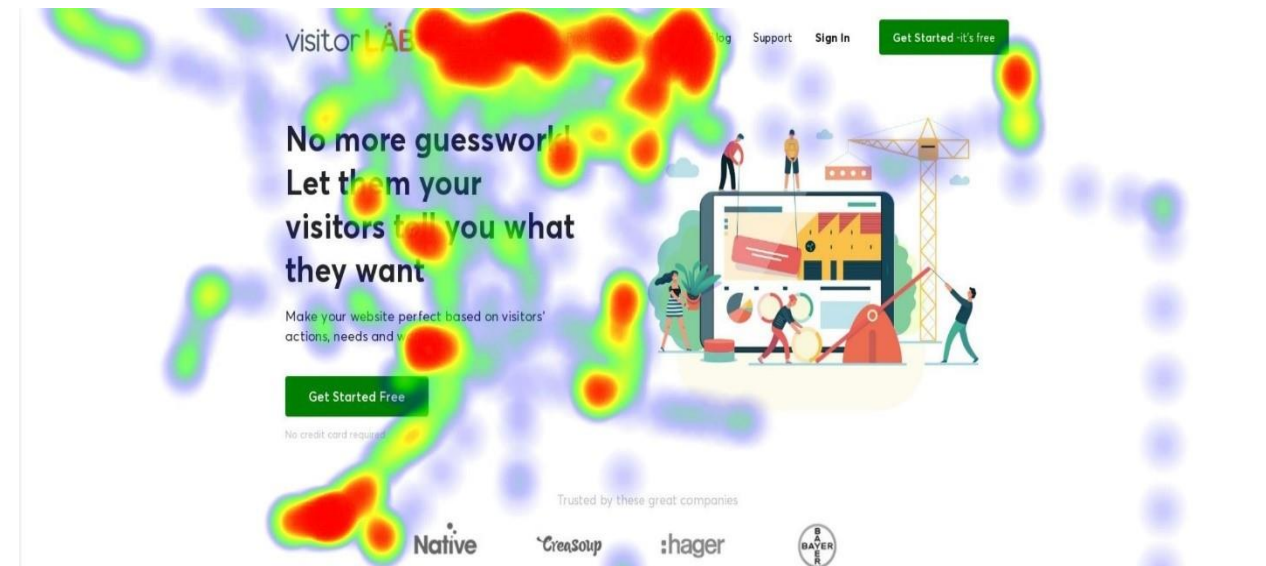 visitor LÄB
Support
Sign In
Get Started -it's free
No more guesswork!
Let them your
visitors tell you what
they want
Make your website perfect based on visitors'
actions, needs and
Get Started Free
No credit card required
Trusted by these great companies
Native
Creasoup
:hager
BAYER
BAYER